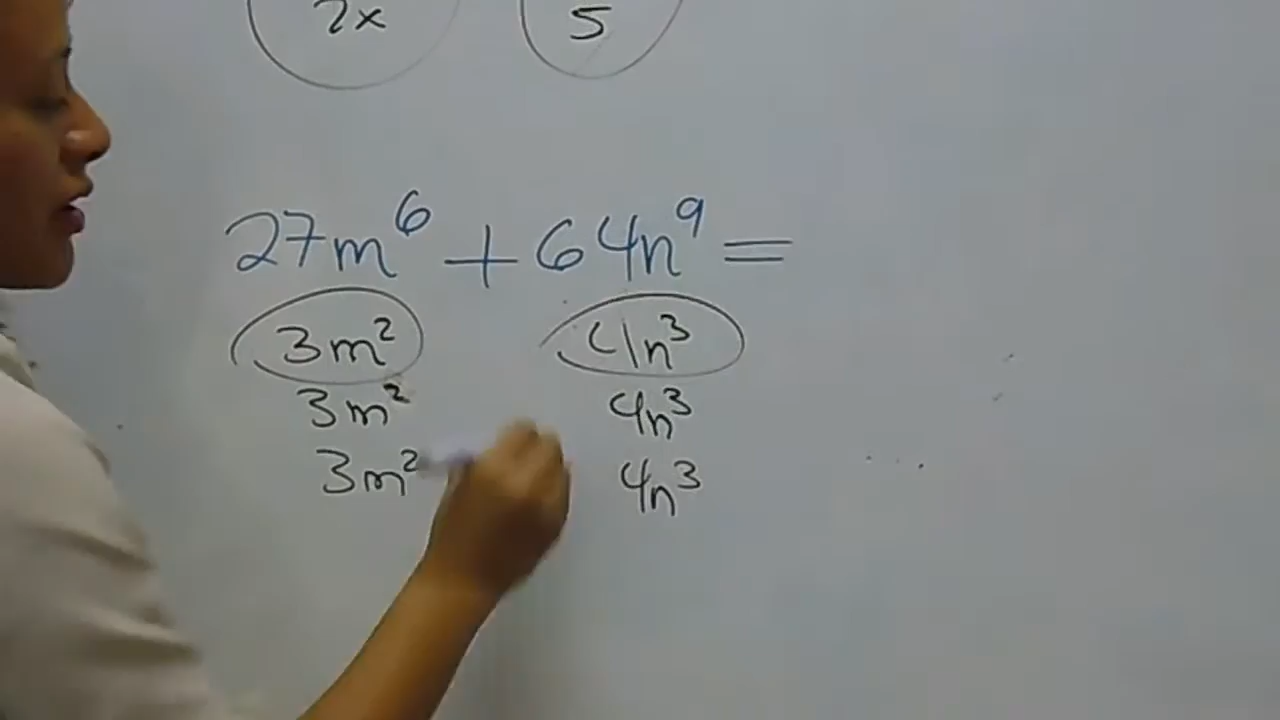 2x 5
27m⁶ + 64n⁹ =
3m² 4n³
3m² 4n³
3m² 4n³